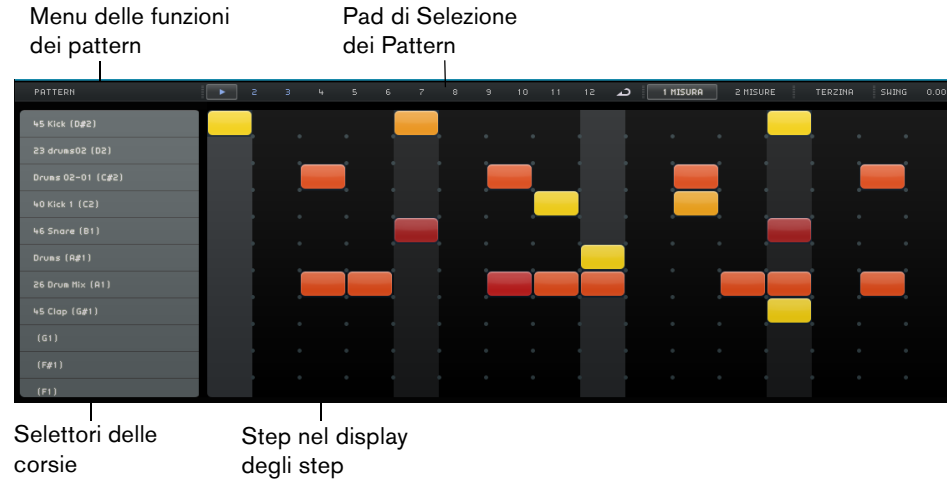 Menu delle funzioni
dei pattern
Pad di Selezione
dei Pattern
PATTERN 2 3 4 5 6 7 8 9 10 11 12 1 MISURA 2 MISURE TERZINA SWING 0.00
45 Kick (D#2)
23 drums02 (D2)
Drums 02-01 (C#2)
40 Kick 1 (C2)
46 Snare (B1)
Drums (A#1)
26 Drum Mix (A1)
45 Clap (G#1)
(G1)
(F#1)
(F1)
Selettori delle
corsie
Step nel display
degli step